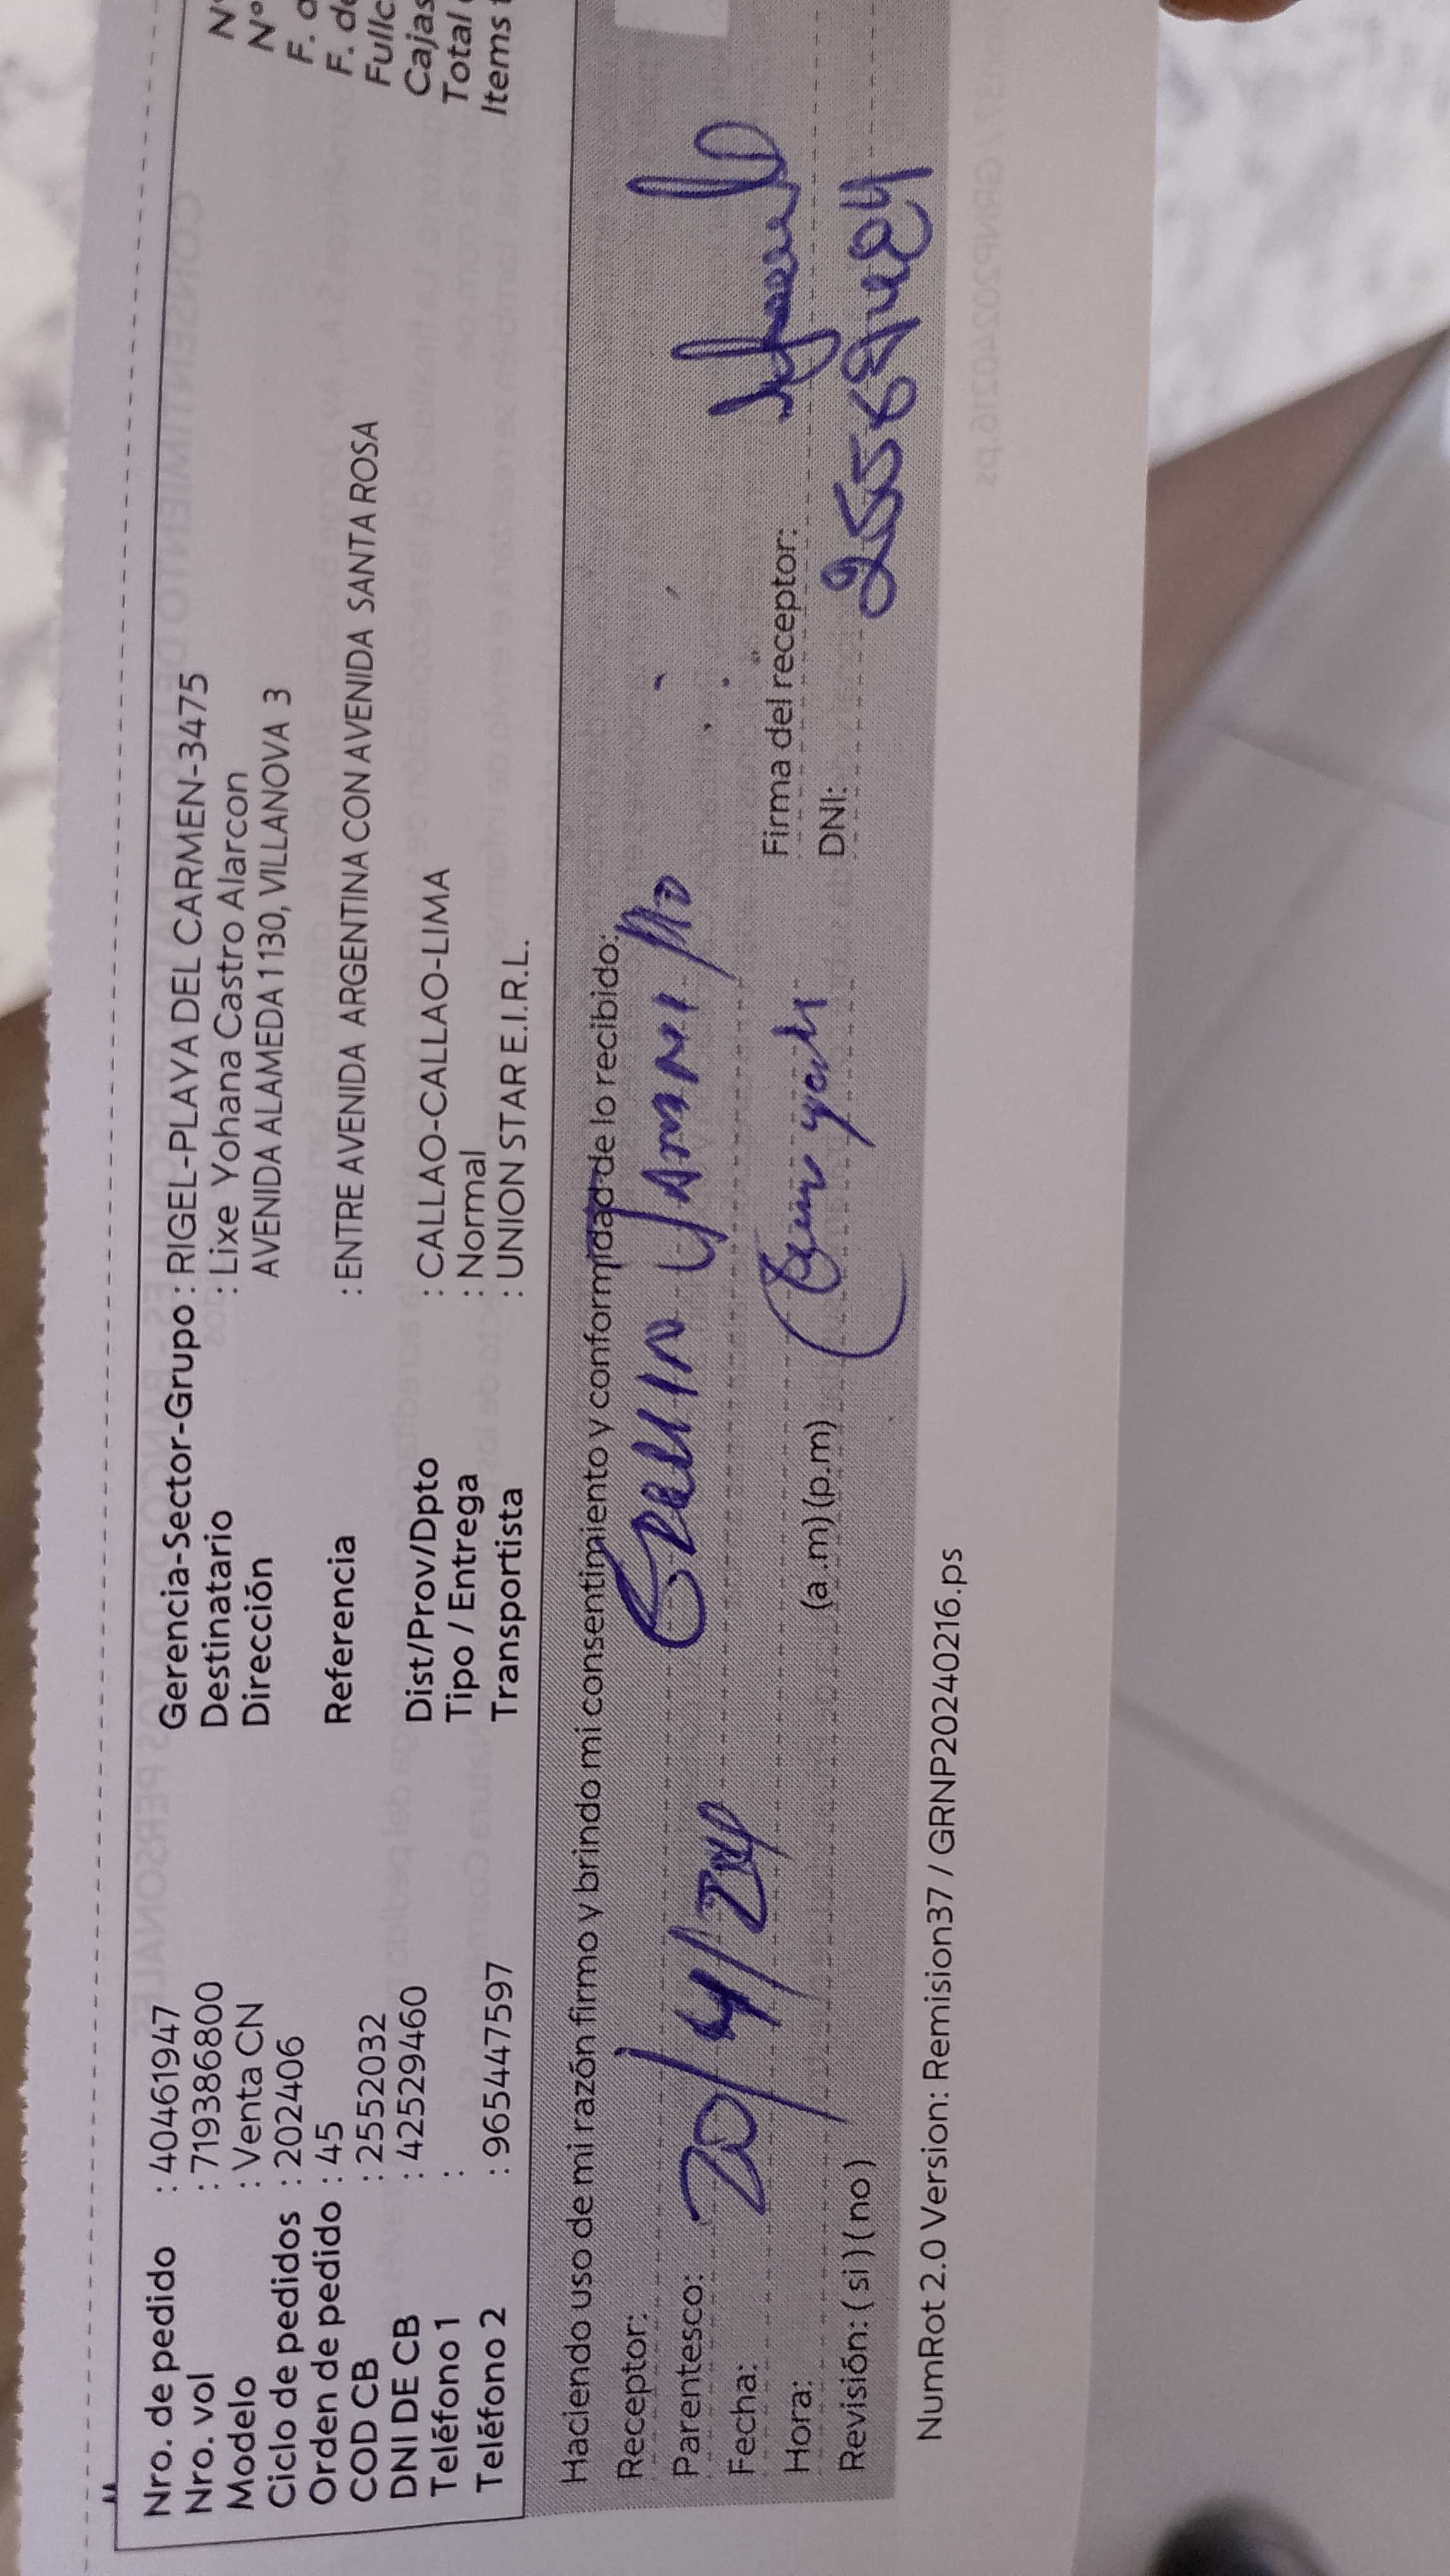 Nro. de pedido : 40461947
Nro. vol : 719386800
Modelo : Venta CN
Ciclo de pedidos : 202406
Orden de pedido : 45
COD CB : 2552032
DNI DE CB : 42529460
Teléfono 1 :
Teléfono 2 : 965447597
Gerencia-Sector-Grupo : RIGEL-PLAYA DEL CARMEN-3475
Destinatario : Lixe Yohana Castro Alarcon
Dirección AVENIDA ALAMEDA 1130, VILLANOVA 3
Referencia : ENTRE AVENIDA ARGENTINA CON AVENIDA SANTA ROSA
Dist/Prov/Dpto : CALLAO-CALLAO-LIMA
Tipo / Entrega : Normal
Transportista : UNION STAR E.I.R.L.
N°
N°
F. d
F. de
Fullc
Cajas
Total
Items
Haciendo uso de mi razón firmo y brindo mi consentimiento y conformidad de lo recibido:
Receptor:
Parentesco:
Fecha: 20/4/
Hora: (a.m) (p.m)
Revisión: ( si ) ( no )
Firma del receptor:
DNI:
NumRot 2.0 Version: Remision37 / GRNP20240216.ps